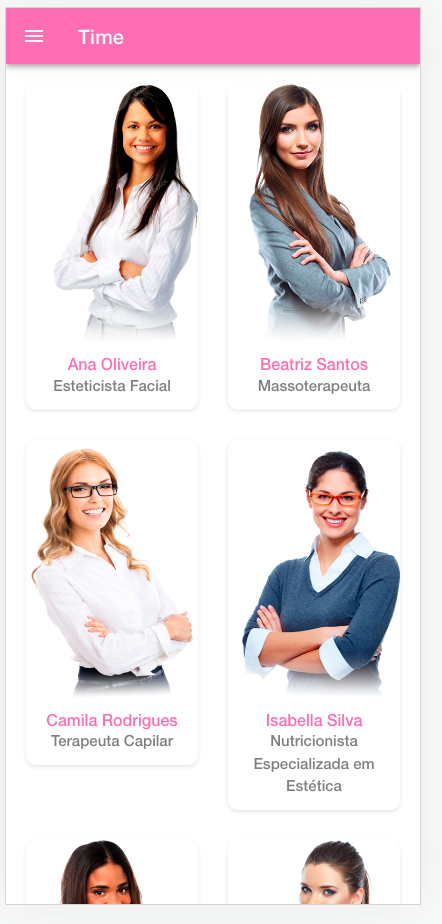 Time
Ana Oliveira
Esteticista Facial
Beatriz Santos
Massoterapeuta
Camila Rodrigues
Terapeuta Capilar
Isabella Silva
Nutricionista
Especializada em
Estética